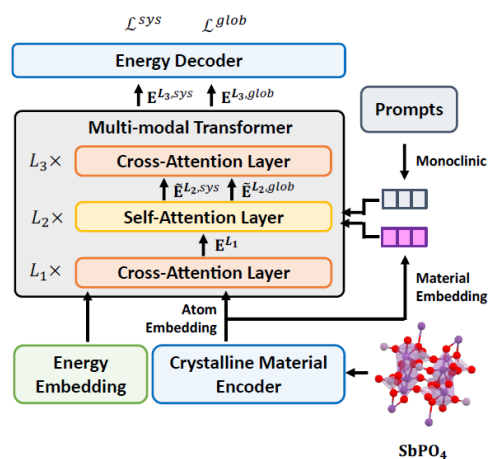 ℒ^{sys} ℒ^{glob}
Energy Decoder
E^{L_3,sys} E^{L_3,glob}
Multi-modal Transformer
L_3× Cross-Attention Layer
Ẽ^{L_2,sys} Ẽ^{L_2,glob}
L_2× Self-Attention Layer
E^{L_1}
L_1× Cross-Attention Layer
Prompts
Monoclinic
Material
Embedding
Atom
Embedding
Energy
Embedding
Crystalline Material
Encoder
SbPO_4